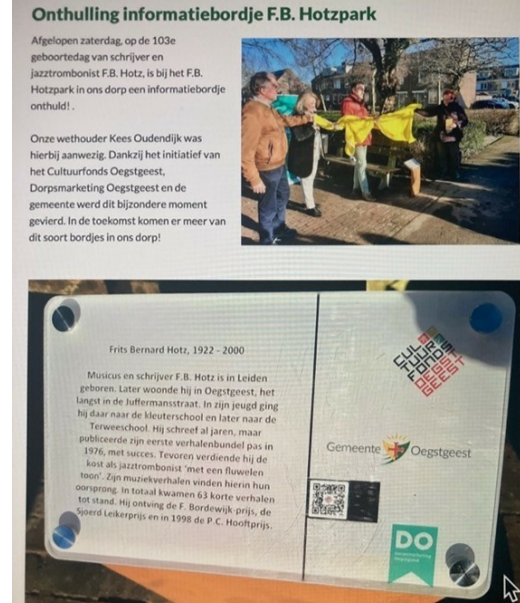 Onthulling informatiebordje F.B. Hotzpark
Afgelopen zaterdag, op de 103e
geboortedag van schrijver en
jazztrombonist F.B. Hotz, is bij het F.B.
Hotzpark in ons dorp een informatiebordje
onthuld! .
Onze wethouder Kees Oudendijk was
hierbij aanwezig. Dankzij het initiatief van
het Cultuurfonds Oegstgeest,
Dorpsmarketing Oegstgeest en de
gemeente werd dit bijzondere moment
gevierd. In de toekomst komen er meer van
dit soort bordjes in ons dorp!
Frits Bernard Hotz, 1922 - 2000
Musicus en schrijver F.B. Hotz is in Leiden
geboren. Later woonde hij in Oegstgeest, het
langst in de Juffermansstraat. In zijn jeugd ging
hij daar naar de kleuterschool en later naar de
Terweeschool. Hij schreef al jaren, maar
publiceerde zijn eerste verhalenbundel pas in
1976, met succes. Tevoren verdiende hij de
kost als jazztrombonist 'met een fluwelen
toon'. Zijn muziekverhalen vinden hierin hun
oorsprong. In totaal kwamen 63 korte verhalen
tot stand. Hij ontving de F. Bordewijk-prijs, de
Sjoerd Leikerprijs en in 1998 de P.C. Hooftprijs.
CUL
TUUR
FONDS
OEGST
GEEST
Gemeente Oegstgeest
DO